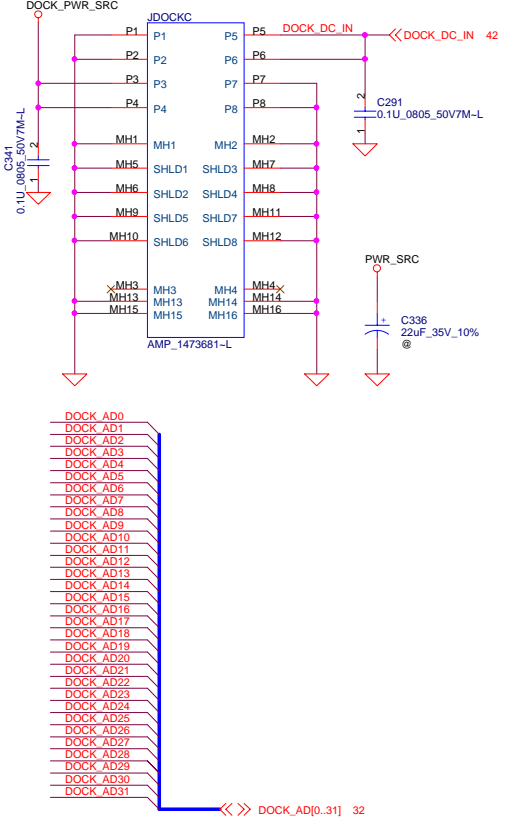 DOCK_PWR_SRC
JDOCKC
P1 P1 P5 P5 DOCK_DC_IN DOCK_DC_IN 42
P2 P2 P6 P6
P3 P3 P7 P7
P4 P4 P8 P8
C291
0.1U_0805_50V7M~L
2
1
C341
0.1U_0805_50V7M~L
2
1
MH1 MH1 MH2 MH2
MH5 SHLD1 SHLD3 MH7
MH6 SHLD2 SHLD4 MH8
MH9 SHLD5 SHLD7 MH11
MH10 SHLD6 SHLD8 MH12
MH3 MH3 MH4 MH4
MH13 MH13 MH14 MH14
MH15 MH15 MH16 MH16
AMP_1473681~L
PWR_SRC
+
C336
22uF_35V_10%
@
DOCK_AD0
DOCK_AD1
DOCK_AD2
DOCK_AD3
DOCK_AD4
DOCK_AD5
DOCK_AD6
DOCK_AD7
DOCK_AD8
DOCK_AD9
DOCK_AD10
DOCK_AD11
DOCK_AD12
DOCK_AD13
DOCK_AD14
DOCK_AD15
DOCK_AD16
DOCK_AD17
DOCK_AD18
DOCK_AD19
DOCK_AD20
DOCK_AD21
DOCK_AD22
DOCK_AD23
DOCK_AD24
DOCK_AD25
DOCK_AD26
DOCK_AD27
DOCK_AD28
DOCK_AD29
DOCK_AD30
DOCK_AD31
DOCK_AD[0..31] 32